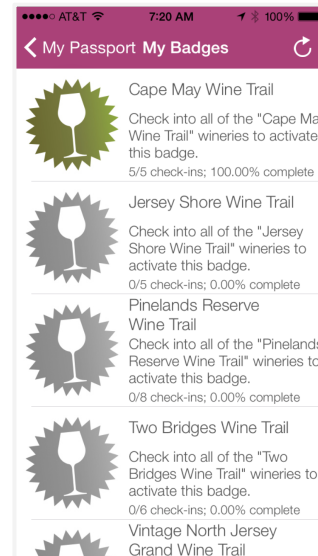 AT&T 7:20 AM 100%
My Passport My Badges
Cape May Wine Trail
Check into all of the "Cape Ma
Wine Trail" wineries to activate
this badge.
5/5 check-ins; 100.00% complete
Jersey Shore Wine Trail
Check into all of the "Jersey
Shore Wine Trail" wineries to
activate this badge.
0/5 check-ins; 0.00% complete
Pinelands Reserve
Wine Trail
Check into all of the "Pinelands
Reserve Wine Trail" wineries to
activate this badge.
0/8 check-ins; 0.00% complete
Two Bridges Wine Trail
Check into all of the "Two
Bridges Wine Trail" wineries to
activate this badge.
0/6 check-ins; 0.00% complete
Vintage North Jersey
Grand Wine Trail